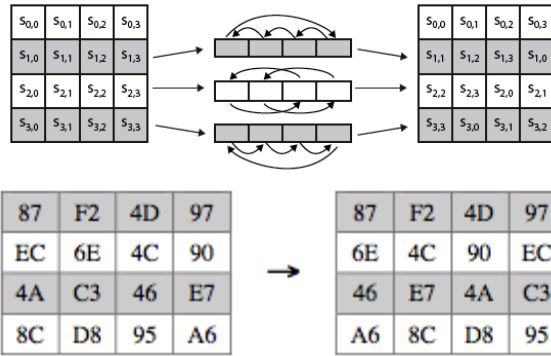 S0,0 S0,1 S0,2 S0,3 S0,0 S0,1 S0,2 S0,3
S1,0 S1,1 S1,2 S1,3 S1,1 S1,2 S1,3 S1,0
S2,0 S2,1 S2,2 S2,3 S2,2 S2,3 S2,0 S2,1
S3,0 S3,1 S3,2 S3,3 S3,3 S3,0 S3,1 S3,2
87 F2 4D 97 87 F2 4D 97
EC 6E 4C 90 6E 4C 90 EC
4A C3 46 E7 46 E7 4A C3
8C D8 95 A6 A6 8C D8 95